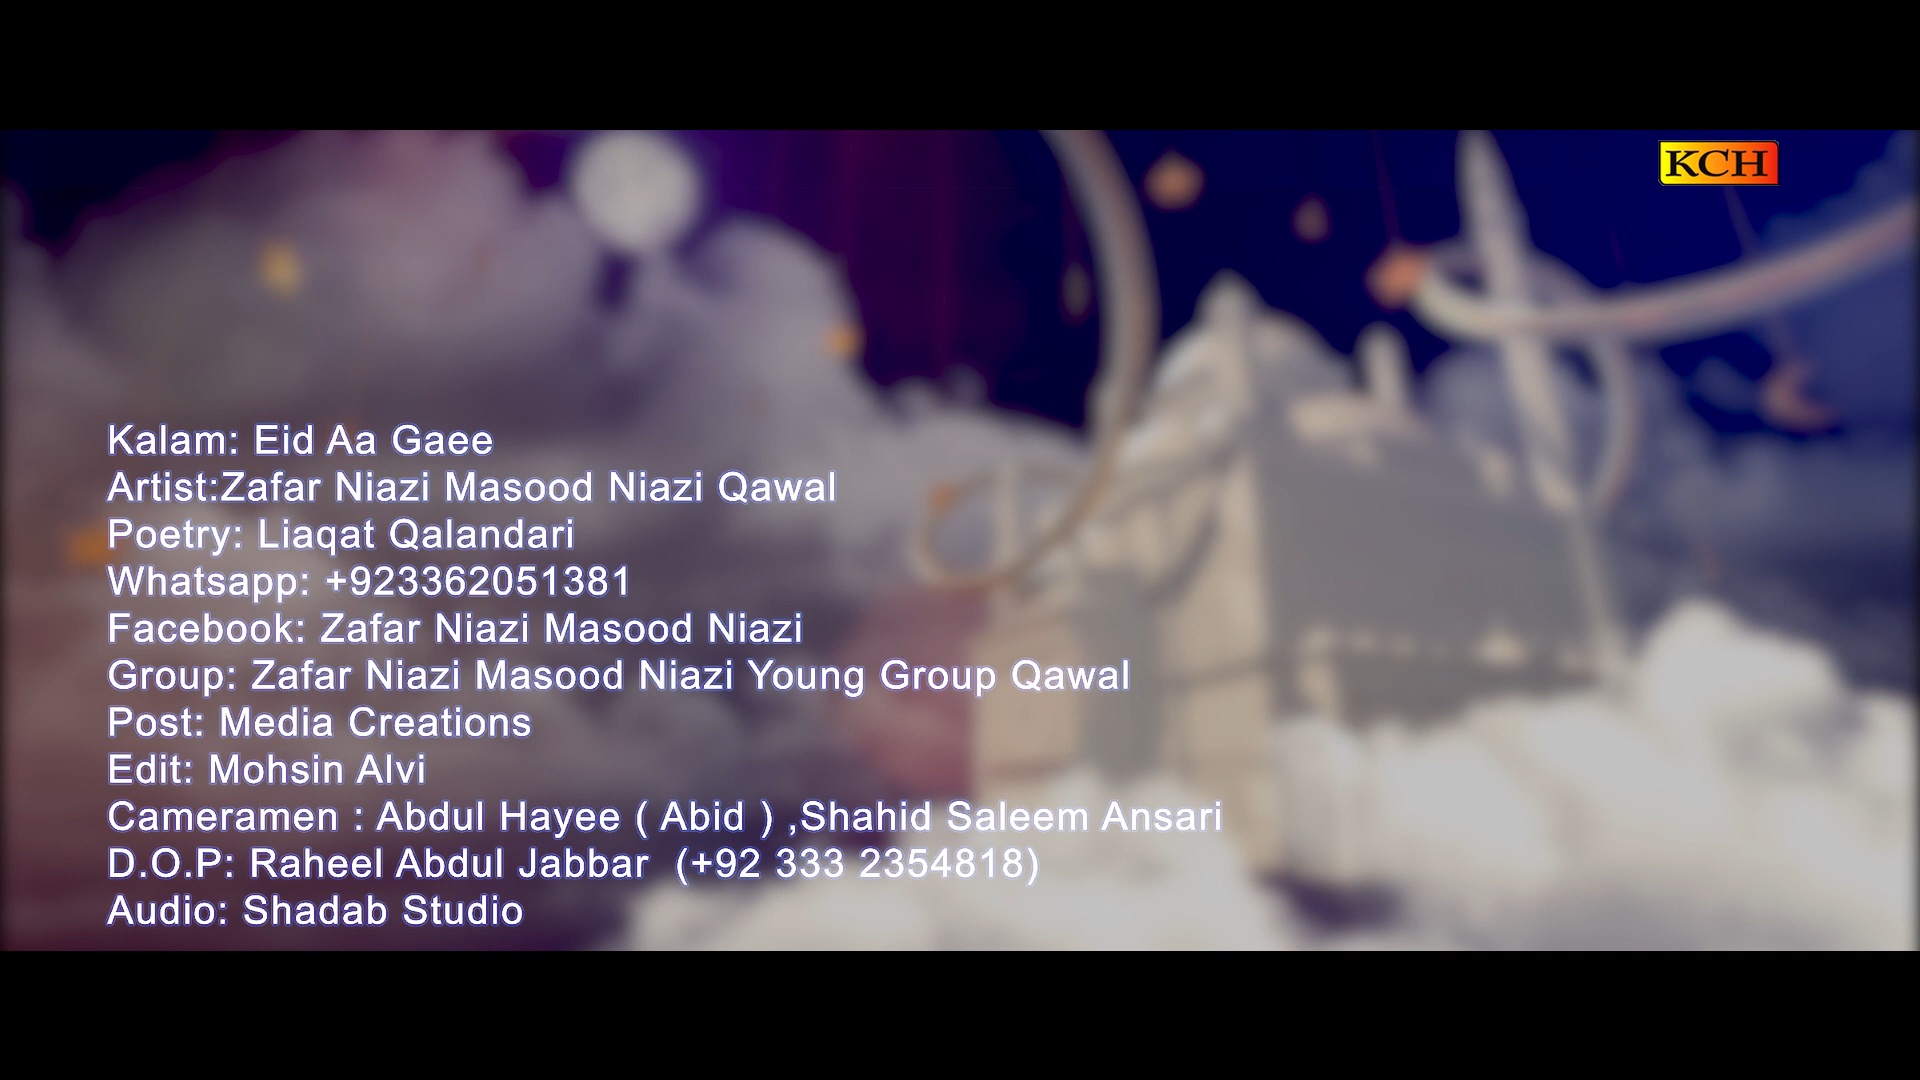 KCH
Kalam: Eid Aa Gaee
Artist:Zafar Niazi Masood Niazi Qawal
Poetry: Liaqat Qalandari
Whatsapp: +923362051381
Facebook: Zafar Niazi Masood Niazi
Group: Zafar Niazi Masood Niazi Young Group Qawal
Post: Media Creations
Edit: Mohsin Alvi
Cameramen : Abdul Hayee ( Abid ) ,Shahid Saleem Ansari
D.O.P: Raheel Abdul Jabbar  (+92 333 2354818)
Audio: Shadab Studio